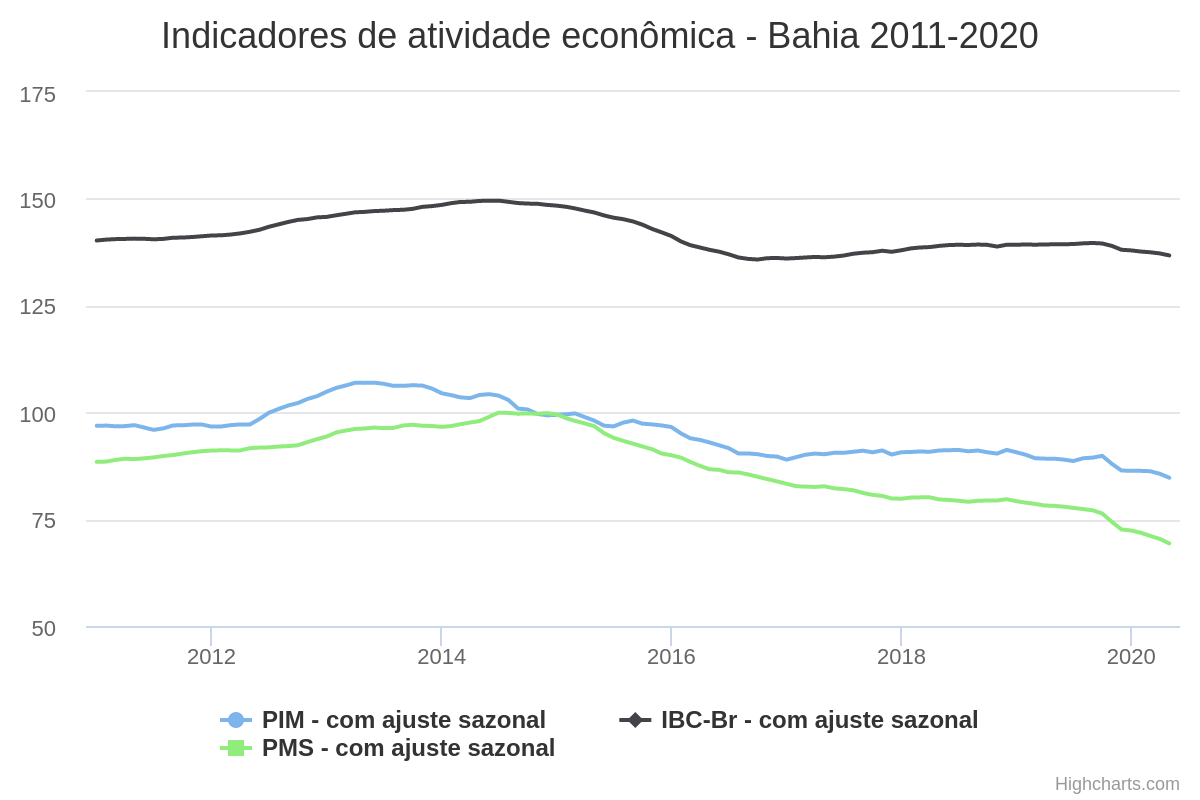 Indicadores de atividade econômica - Bahia 2011-2020
175
150
125
100
75
50
2012 2014 2016 2018 2020
PIM - com ajuste sazonal IBC-Br - com ajuste sazonal
PMS - com ajuste sazonal
Highcharts.com